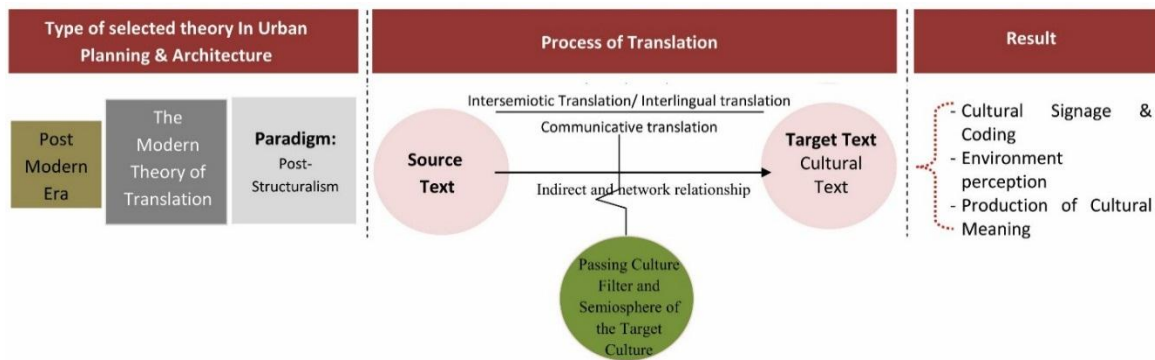 Type of selected theory In Urban
Planning & Architecture
Process of Translation
Result
Post
Modern
Era
The
Modern
Theory of
Translation
Paradigm:
Post-
Structuralism
Source
Text
Intersemiotic Translation/ Interlingual translation
Communicative translation
Indirect and network relationship
Target Text
Cultural
Text
Passing Culture
Filter and
Semiosphere of
the Target
Culture
- Cultural Signage &
Coding
- Environment
perception
- Production of Cultural
Meaning